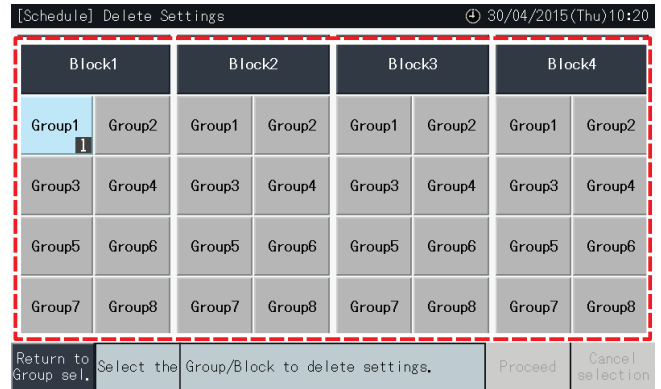 [Schedule] Delete Settings 30/04/2015(Thu)10:20
Block1 Block2 Block3 Block4
Group1 Group2 Group1 Group2 Group1 Group2 Group1 Group2
1
Group3 Group4 Group3 Group4 Group3 Group4 Group3 Group4
Group5 Group6 Group5 Group6 Group5 Group6 Group5 Group6
Group7 Group8 Group7 Group8 Group7 Group8 Group7 Group8
Return to
Group sel.
Select the Group/Block to delete settings.
Proceed
Cancel
selection